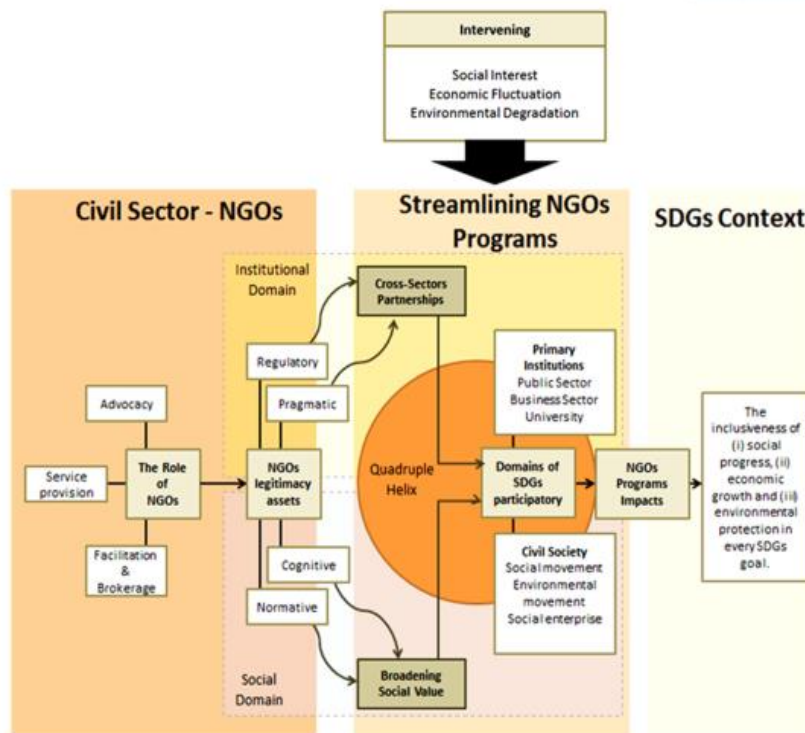 Intervening
Social Interest
Economic Fluctuation
Environmental Degradation
Civil Sector - NGOs
Streamlining NGOs
Programs
SDGs Context
Institutional
Domain
Cross-Sectors
Partnerships
Regulatory
Pragmatic
Primary
Institutions
Public Sector
Business Sector
University
Advocacy
Service
provision
Facilitation
&
Brokerage
The Role
of NGOs
NGOs
legitimacy
assets
Quadruple
Helix
Domains of
SDGs
participatory
NGOs
Programs
Impacts
The
inclusiveness of
(i) social
progress, (ii)
economic
growth and (iii)
environmental
protection in
every SDGs
goal.
Cognitive
Normative
Civil Society
Social movement
Environmental
movement
Social enterprise
Social
Domain
Broadening
Social Value